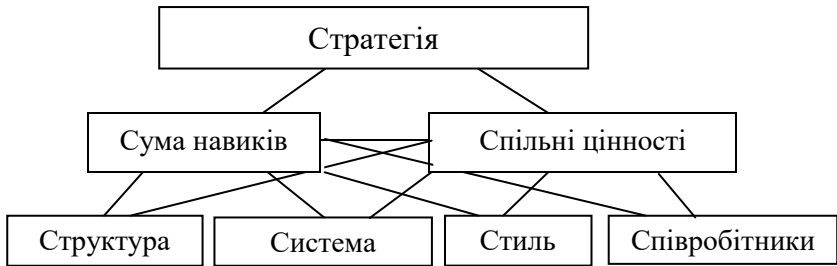 Стратегія
Сума навиків
Спільні цінності
Структура
Система
Стиль
Співробітники